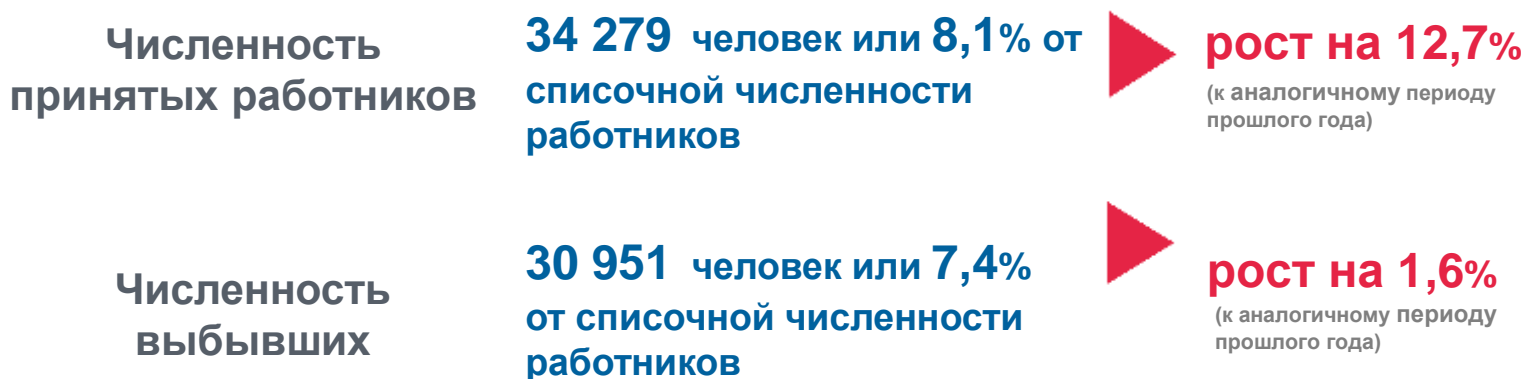 Численность
принятых работников
34 279 человек или 8,1% от
списочной численности
работников
рост на 12,7%
(к аналогичному периоду
прошлого года)
Численность
выбывших
30 951 человек или 7,4%
от списочной численности
работников
рост на 1,6%
(к аналогичному периоду
прошлого года)